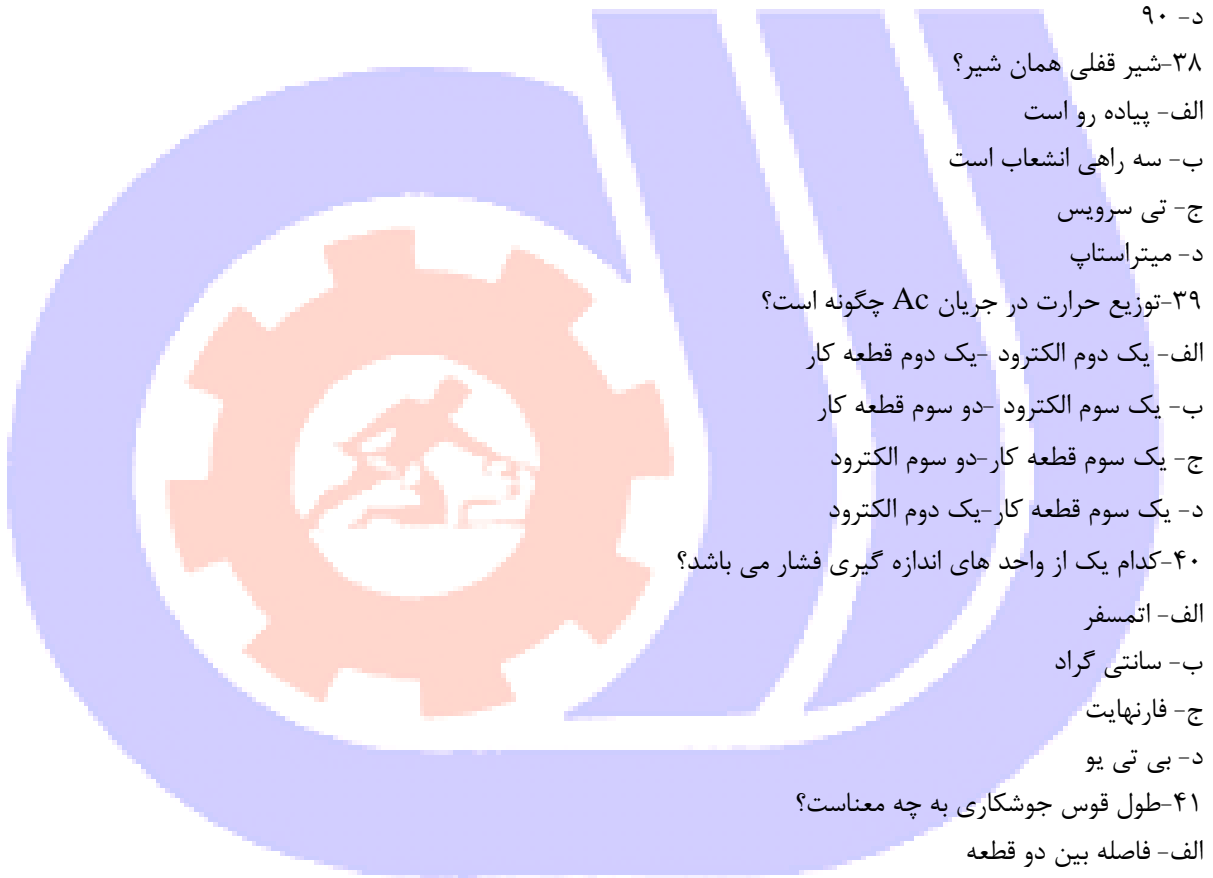 د- ۹۰
۳۸-شیر قفلی همان شیر؟
الف- پیاده رو است
ب- سه راهی انشعاب است
ج- تی سرویس
د- میتراستاپ
۳۹-توزیع حرارت در جریان Ac چگونه است؟
الف- یک دوم الکترود -یک دوم قطعه کار
ب- یک سوم الکترود -دو سوم قطعه کار
ج- یک سوم قطعه کار-دو سوم الکترود
د- یک سوم قطعه کار-یک دوم الکترود
۴۰-کدام یک از واحد های اندازه گیری فشار می باشد؟
الف- اتمسفر
ب- سانتی گراد
ج- فارنهایت
د- بی تی یو
۴۱-طول قوس جوشکاری به چه معناست؟
الف- فاصله بین دو قطعه